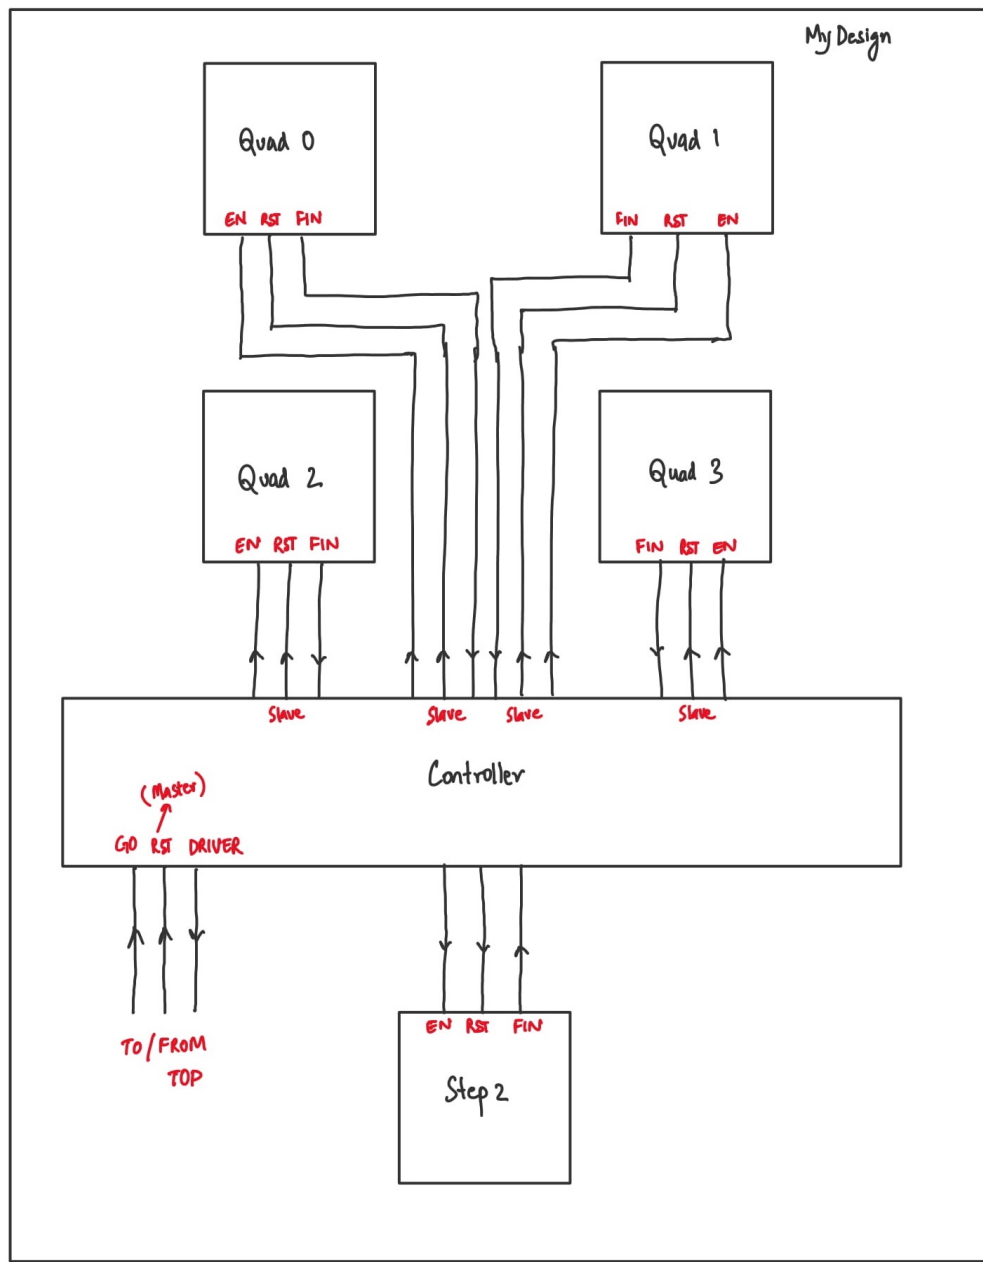 My Design
Quad 0
EN RST FIN
Quad 1
FIN RST EN
Quad 2
EN RST FIN
Quad 3
FIN RST EN
Slave
Slave
Slave
Slave
Controller
(Master)
GO RST DRIVER
TO/FROM
TOP
EN RST FIN
Step 2